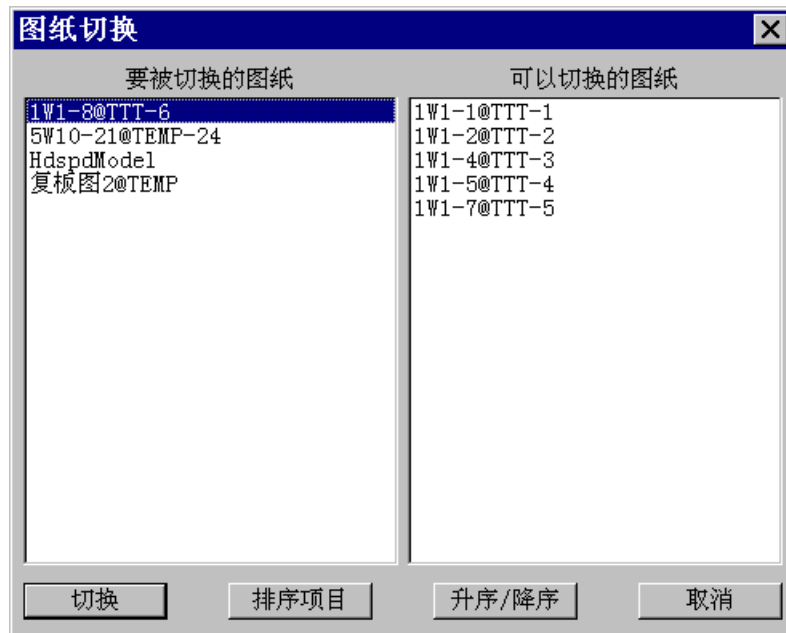 图纸切换
要被切换的图纸
可以切换的图纸
1W1-8@TTT-6
5W10-21@TEMP-24
HdspdModel
复板图2@TEMP
1W1-1@TTT-1
1W1-2@TTT-2
1W1-4@TTT-3
1W1-5@TTT-4
1W1-7@TTT-5
切换
排序项目
升序/降序
取消